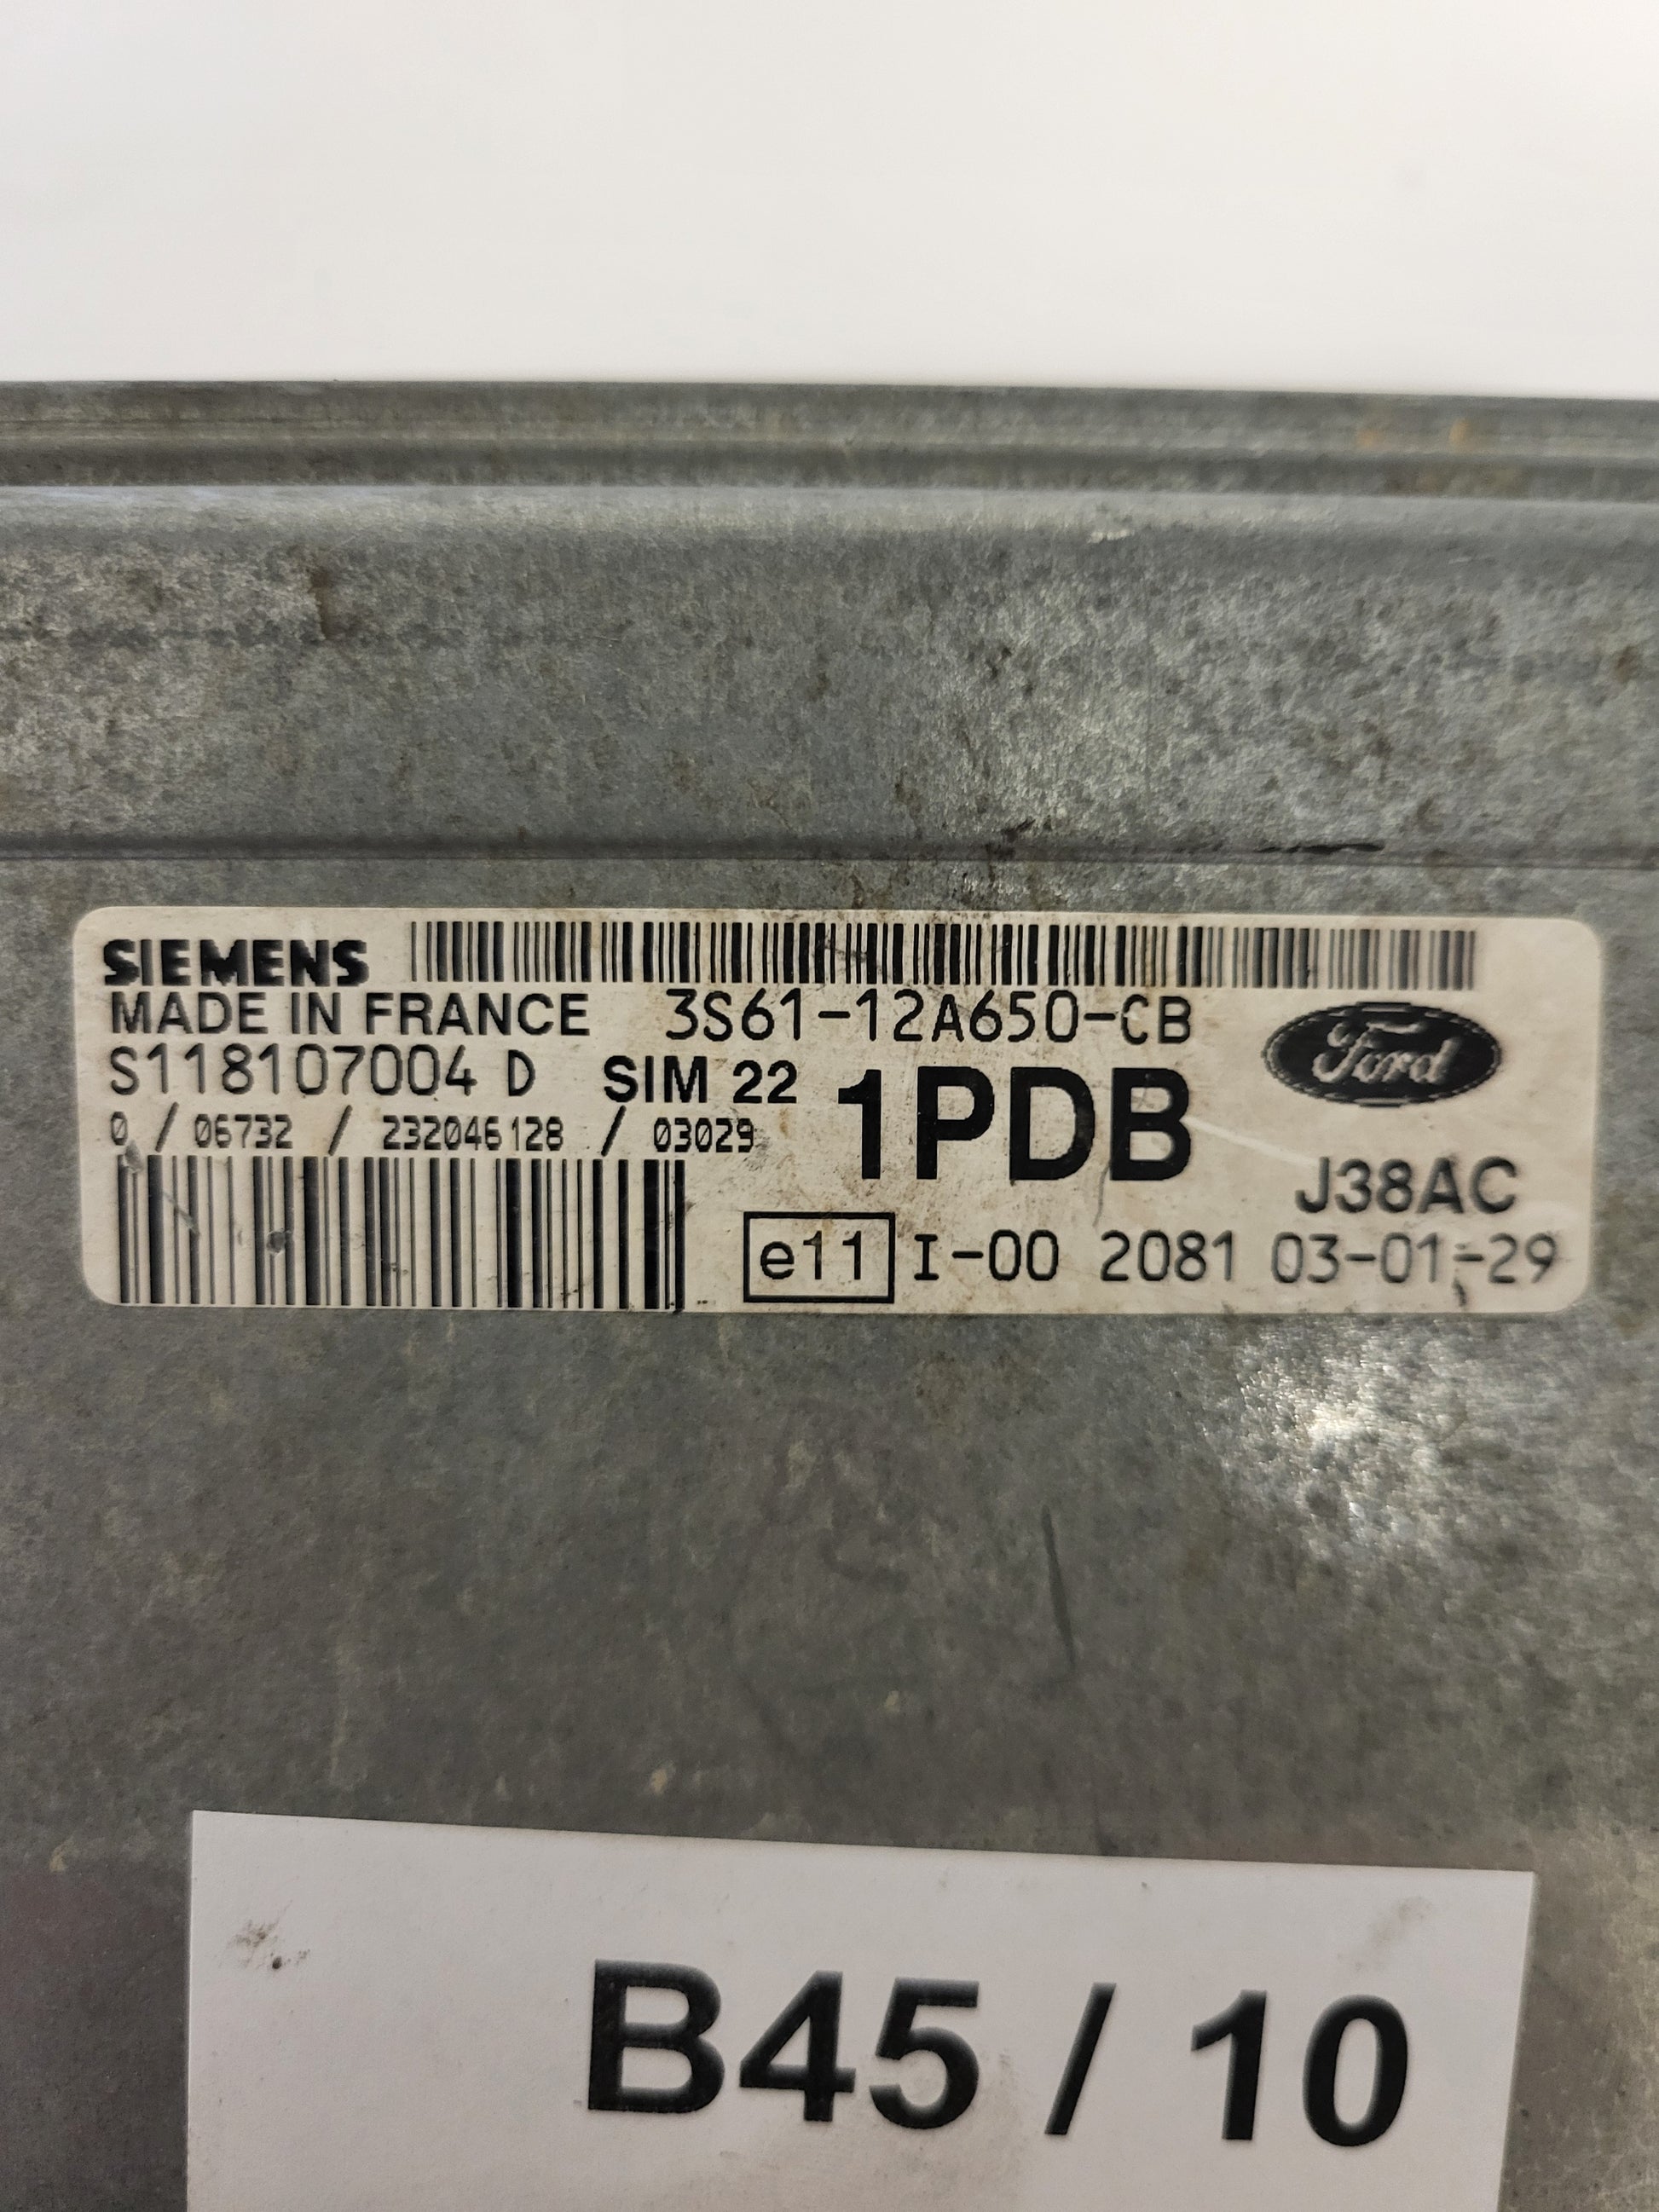 SIEMENS
MADE IN FRANCE 3S61-12A650-CB
Ford
S118107004 D SIM 22 1PDB
0 / 06732 / 232046128 / 03029
J38AC
e11 I-00 2081 03-01-29
B45 / 10